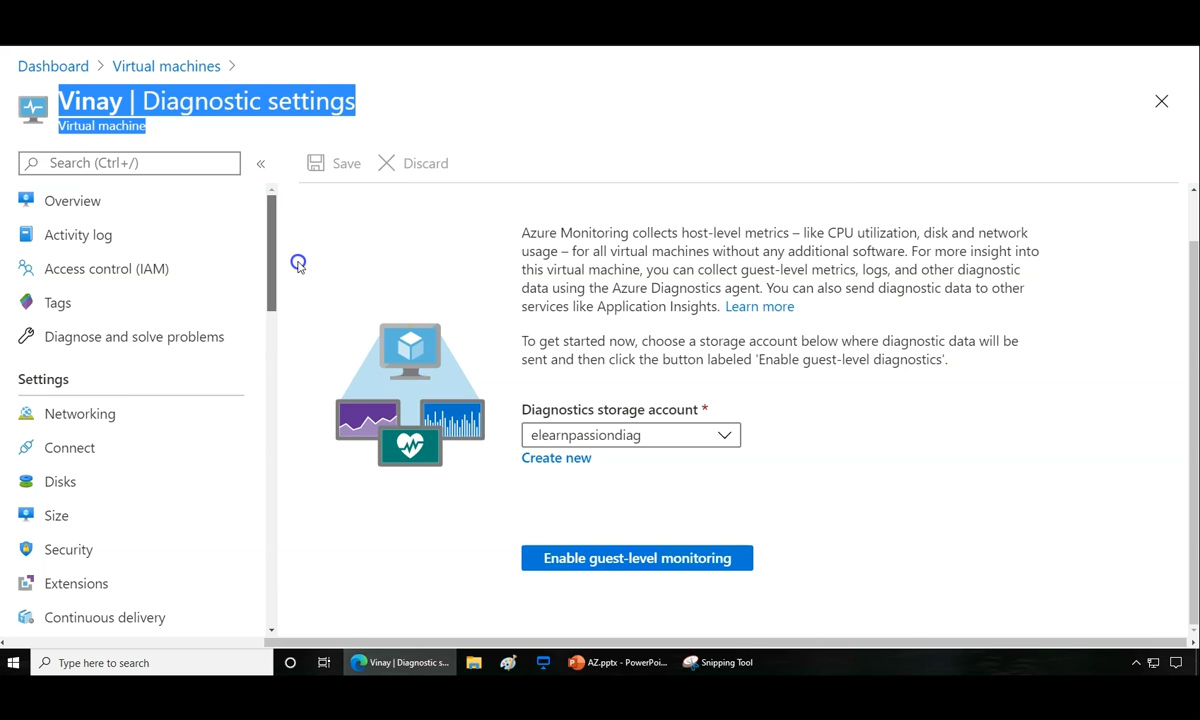 Dashboard > Virtual machines >
Vinay | Diagnostic settings
Virtual machine
Search (Ctrl+/)
«
Save
Discard
Overview
Activity log
Access control (IAM)
Tags
Diagnose and solve problems
Settings
Networking
Connect
Disks
Size
Security
Extensions
Continuous delivery
Azure Monitoring collects host-level metrics – like CPU utilization, disk and network
usage – for all virtual machines without any additional software. For more insight into
this virtual machine, you can collect guest-level metrics, logs, and other diagnostic
data using the Azure Diagnostics agent. You can also send diagnostic data to other
services like Application Insights. Learn more
To get started now, choose a storage account below where diagnostic data will be
sent and then click the button labeled 'Enable guest-level diagnostics'.
Diagnostics storage account *
elearnpassiondiag
Create new
Enable guest-level monitoring
Type here to search
Vinay | Diagnostic s...
AZ.pptx - PowerPoi...
Snipping Tool